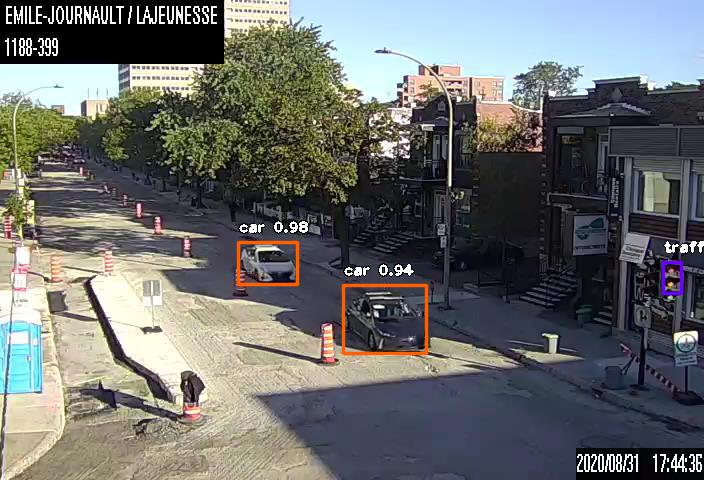 EMILE-JOURNAULT / LAJEUNESSE
1188-399
car 0.98
car 0.94
traff
2020/08/31 17:44:36